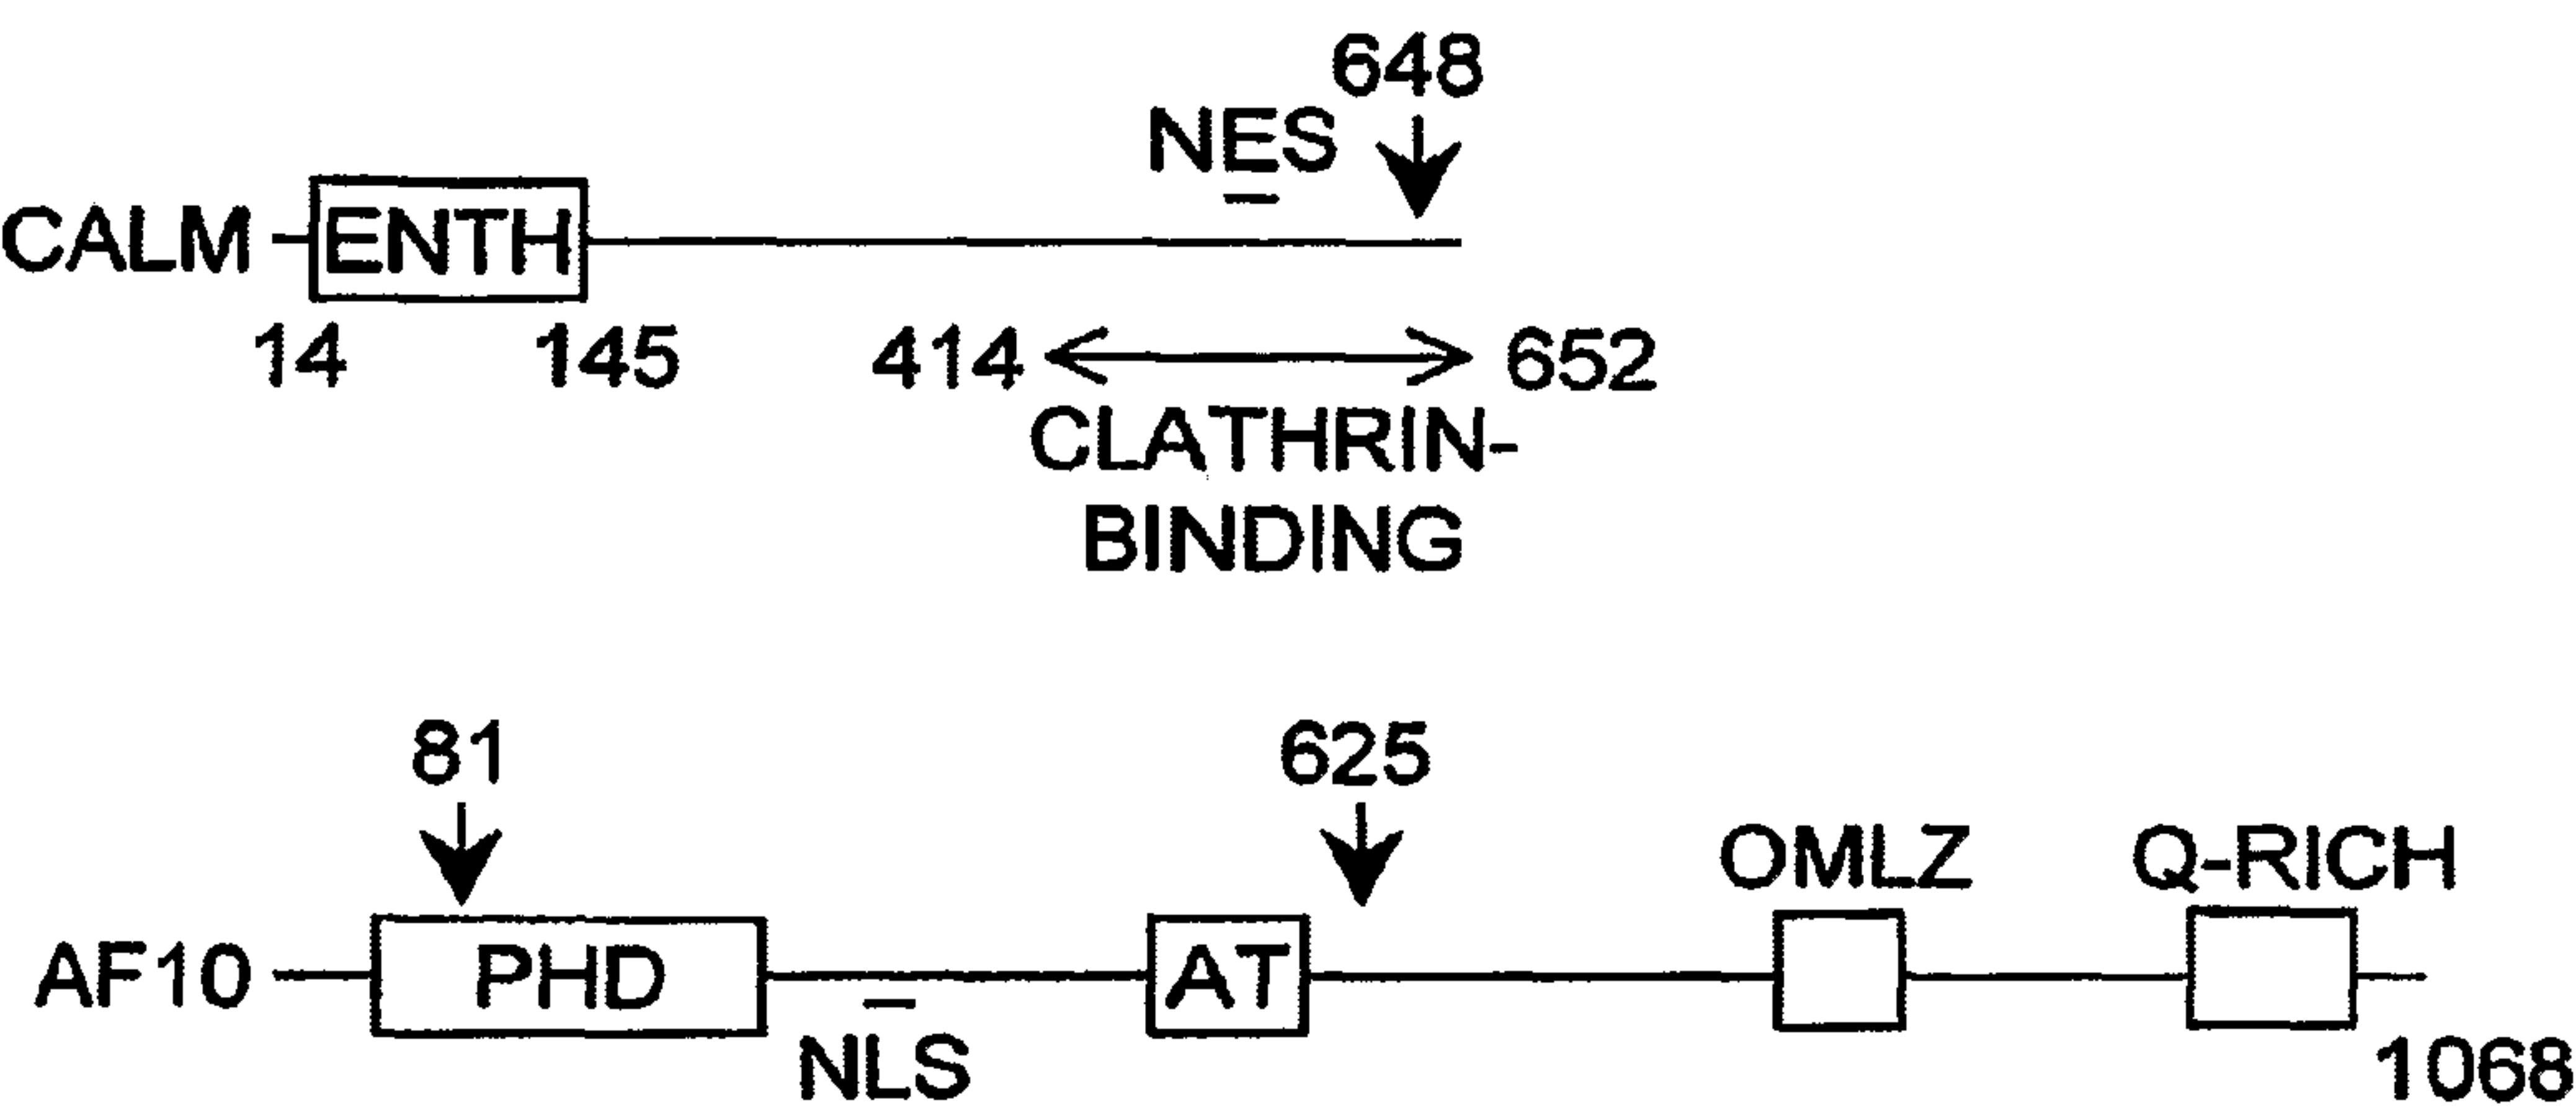 648
NES
CALM ENTH
14 145 414 652
CLATHRIN-
BINDING
81 625
OMLZ Q-RICH
AF10 PHD AT
NLS 1068